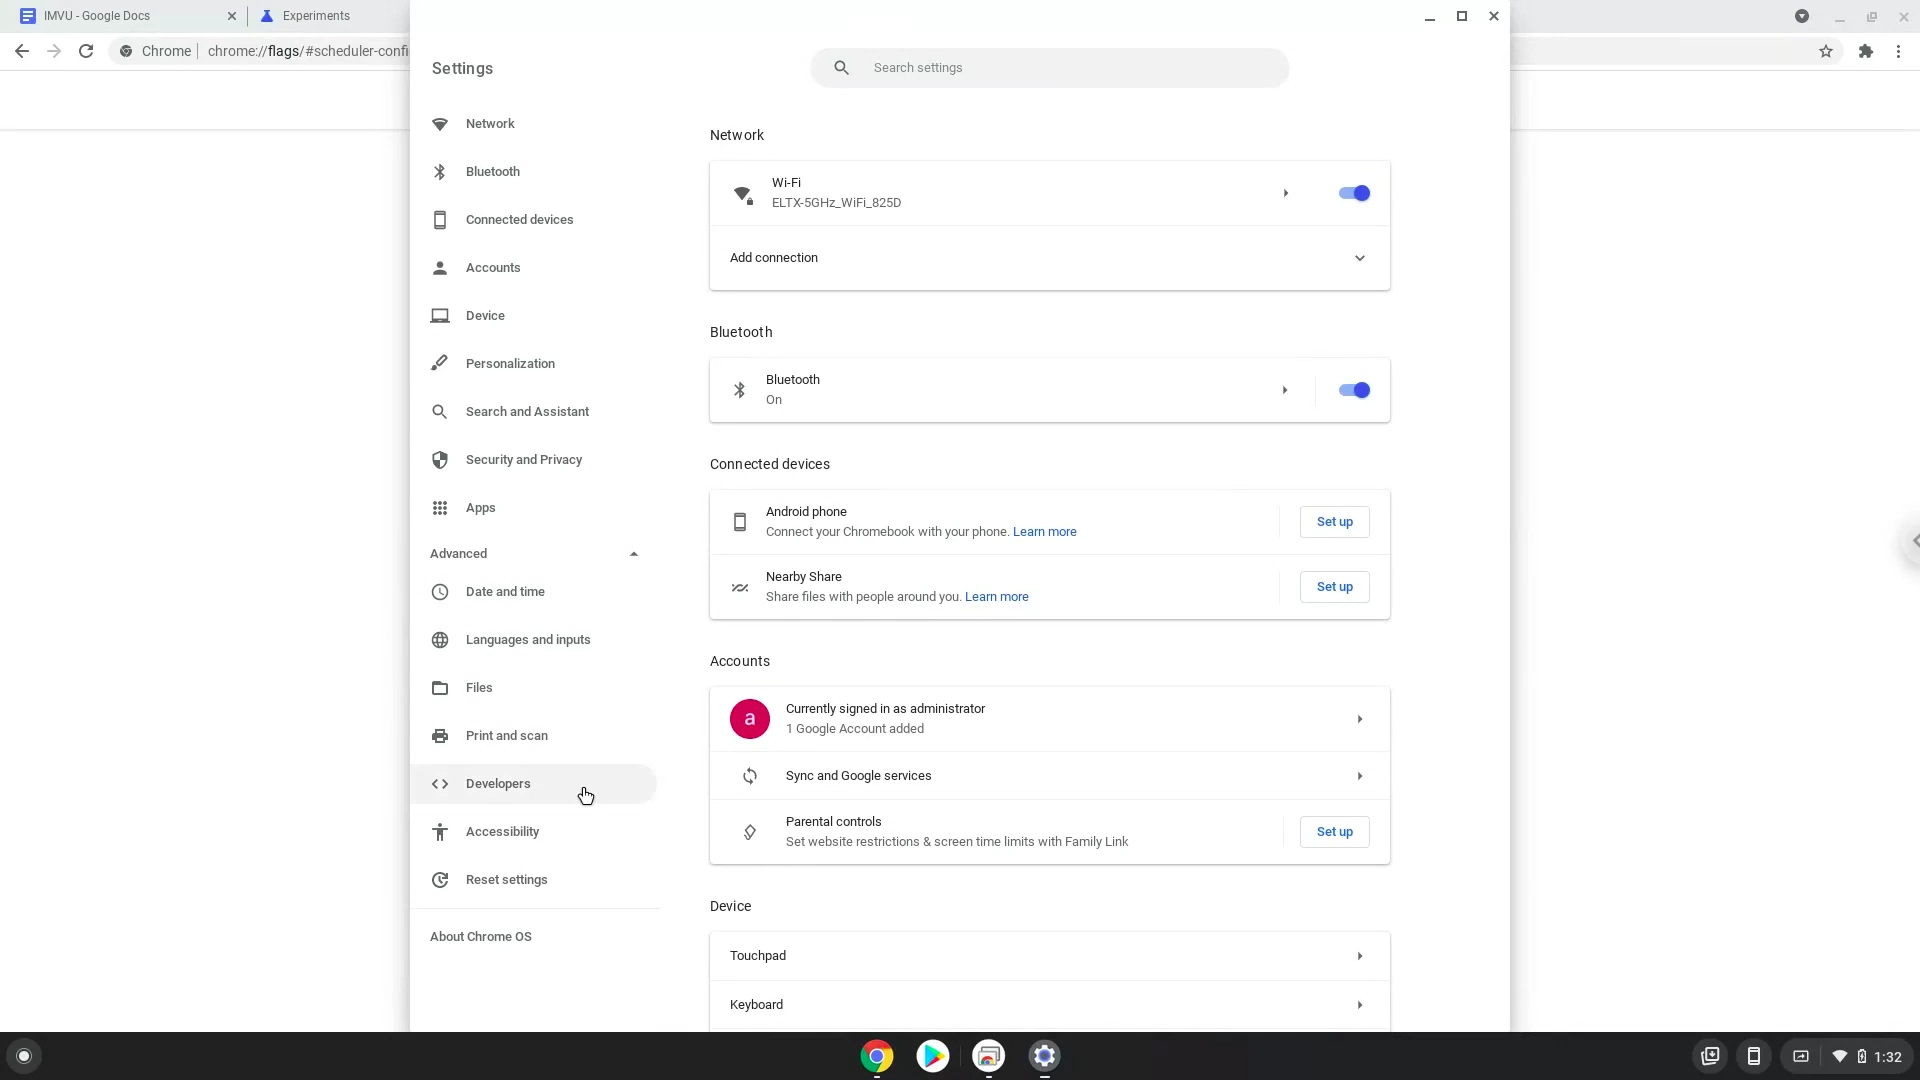 IMVU - Google Docs
Experiments
Chrome
chrome://flags/#scheduler-confi
Settings
Search settings
Network
Bluetooth
Connected devices
Accounts
Device
Personalization
Search and Assistant
Security and Privacy
Apps
Advanced
Date and time
Languages and inputs
Files
Print and scan
Developers
Accessibility
Reset settings
About Chrome OS
Network
Wi-Fi
ELTX-5GHz_WiFi_825D
Add connection
Bluetooth
Bluetooth
On
Connected devices
Android phone
Connect your Chromebook with your phone. Learn more
Set up
Nearby Share
Share files with people around you. Learn more
Set up
Accounts
a
Currently signed in as administrator
1 Google Account added
Sync and Google services
Parental controls
Set website restrictions & screen time limits with Family Link
Set up
Device
Touchpad
Keyboard
1:32